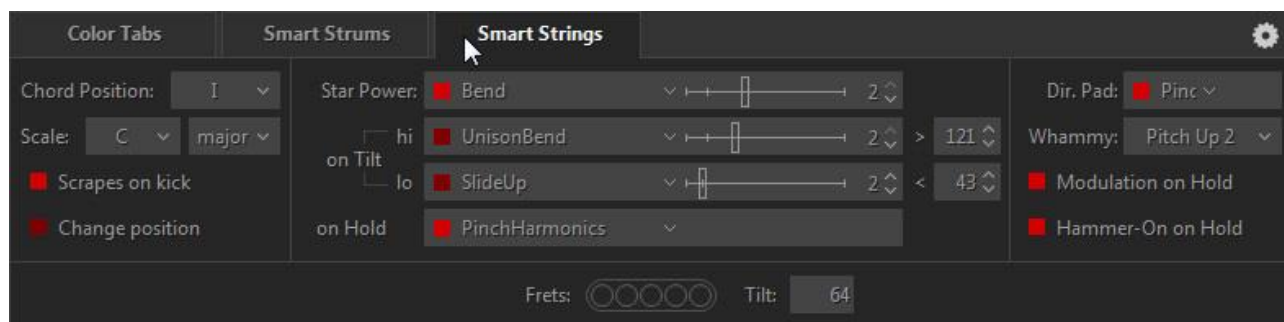 Color Tabs Smart Strums Smart Strings
Chord Position: I Star Power: Bend 2 Dir. Pad: Pinc
Scale: C major hi UnisonBend 2 > 121 Whammy: Pitch Up 2
on Tilt
Scrapes on kick lo SlideUp 2 < 43 Modulation on Hold
Change position on Hold PinchHarmonics Hammer-On on Hold
Frets: Tilt: 64